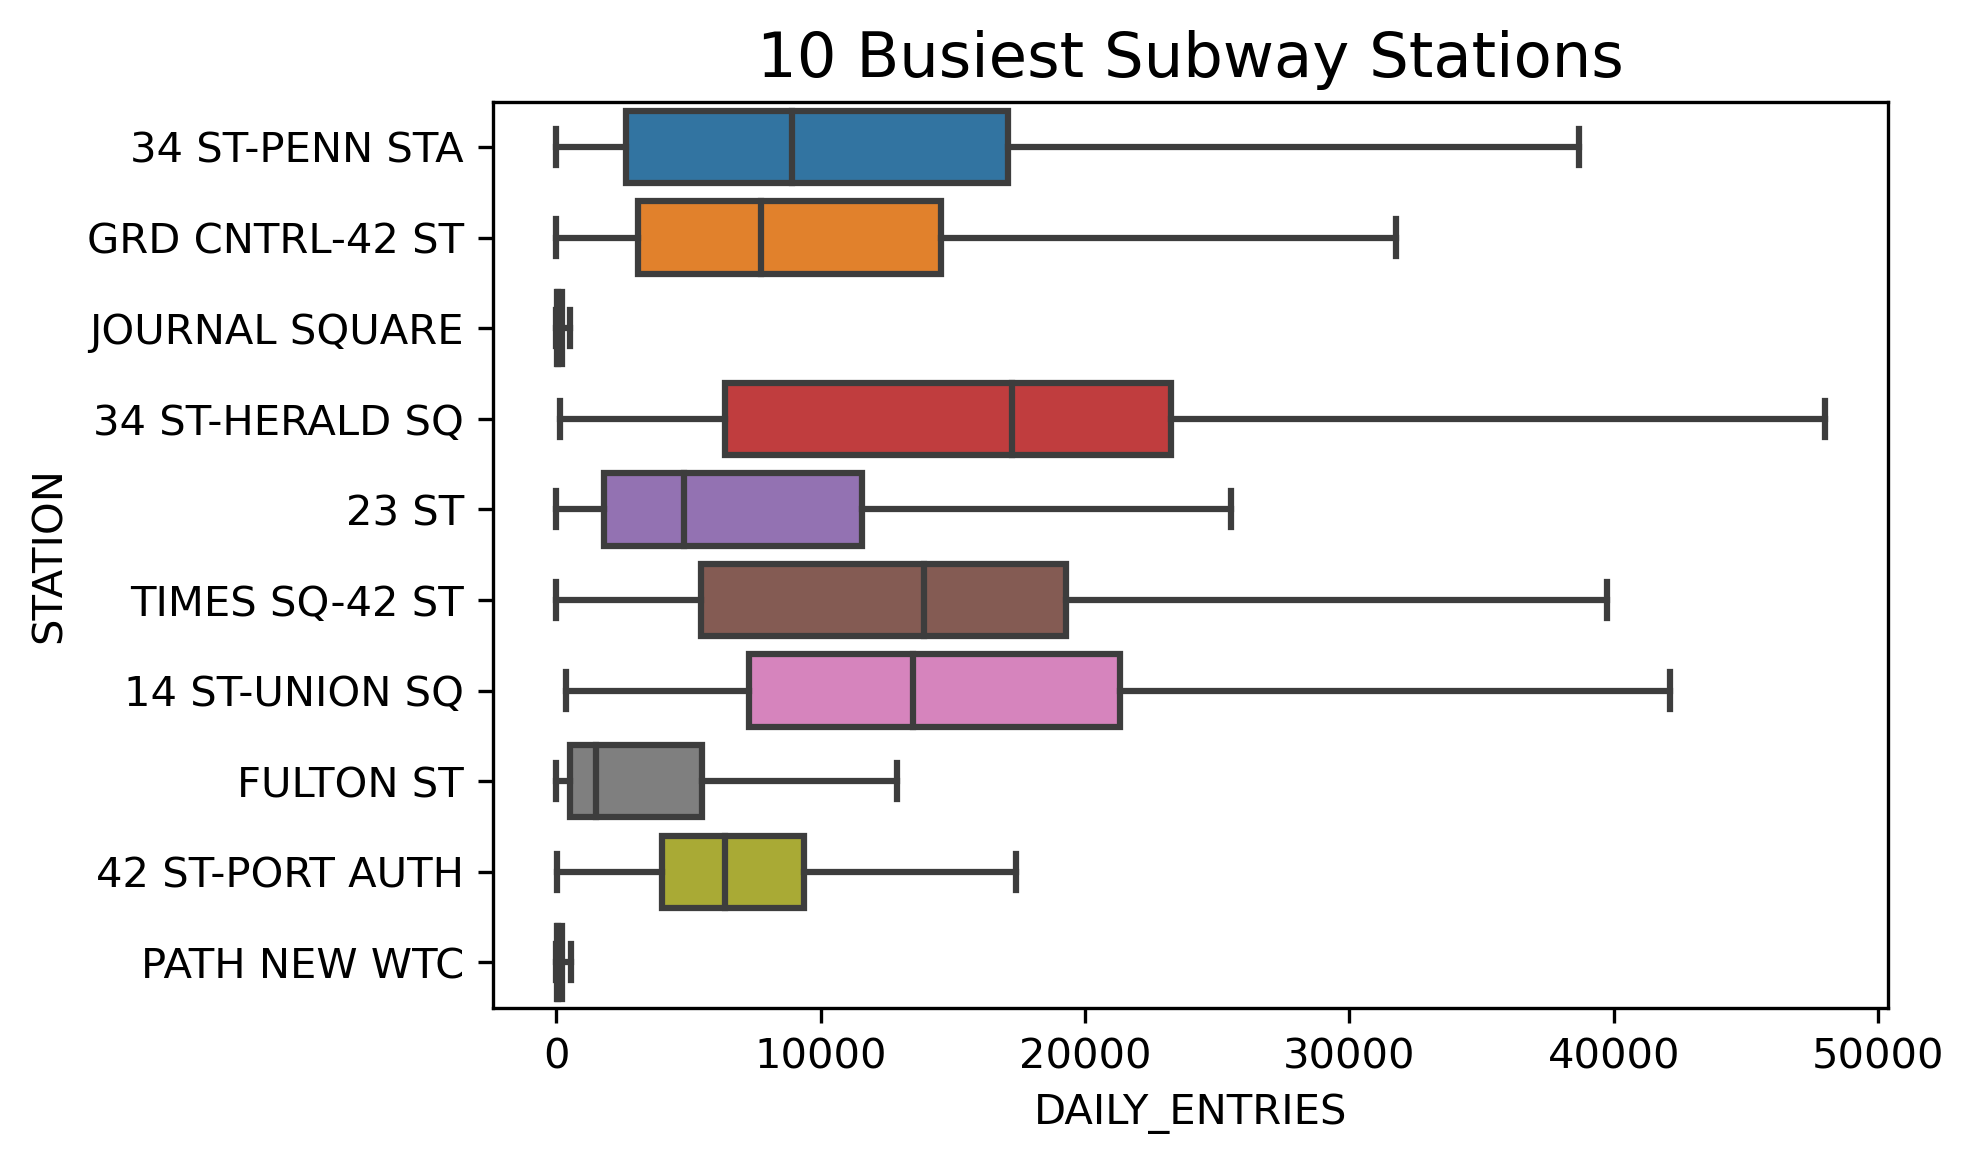 10 Busiest Subway Stations
34 ST-PENN STA
GRD CNTRL-42 ST
JOURNAL SQUARE
34 ST-HERALD SQ
23 ST
TIMES SQ-42 ST
14 ST-UNION SQ
FULTON ST
42 ST-PORT AUTH
PATH NEW WTC
STATION
0 10000 20000 30000 40000 50000
DAILY_ENTRIES